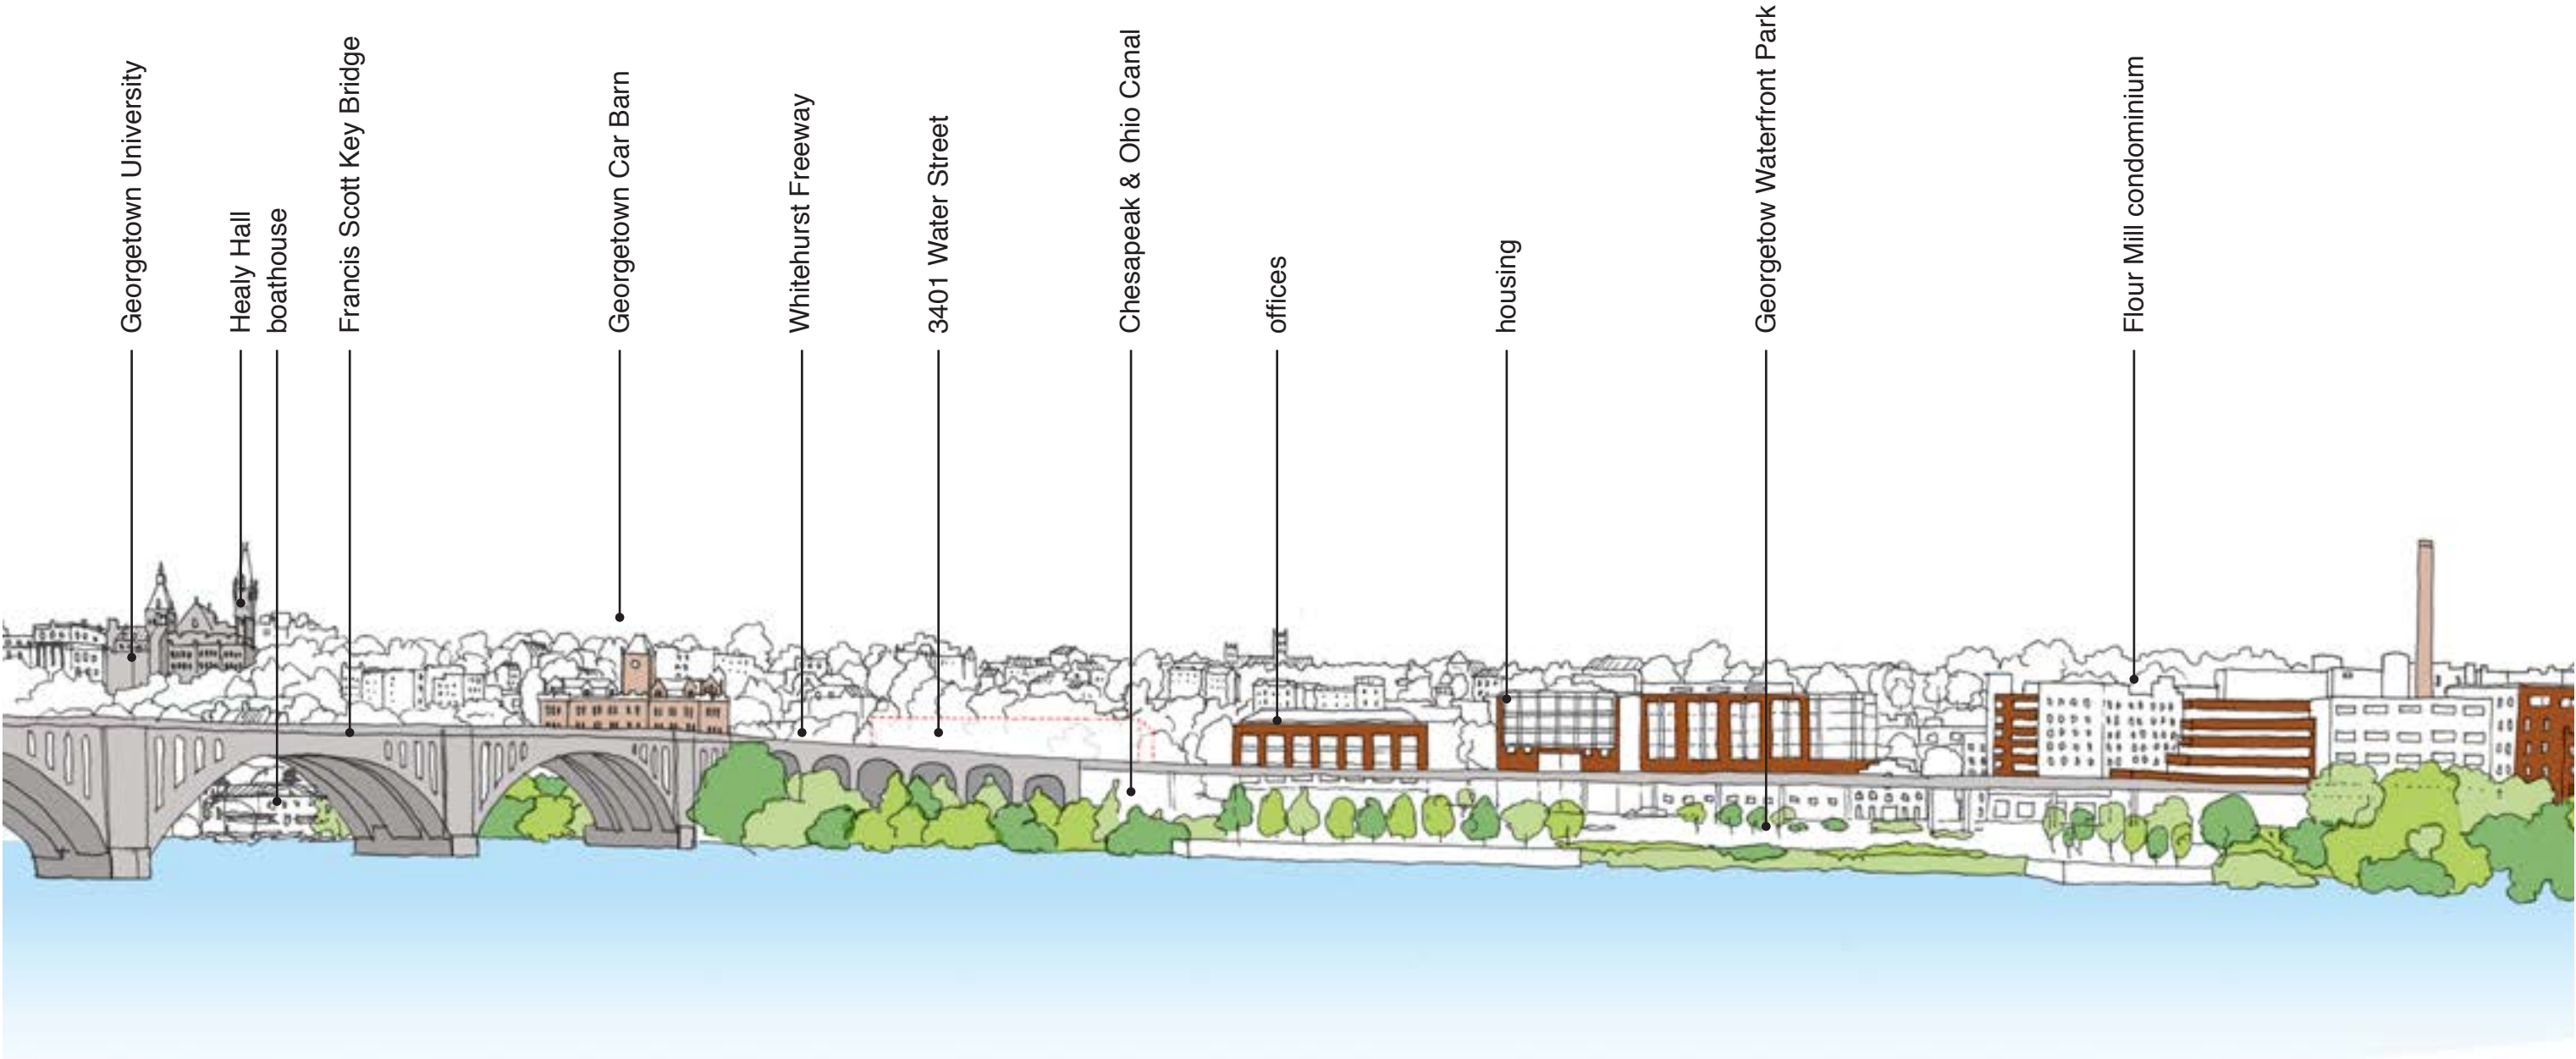 Georgetown University
Healy Hall
boathouse
Francis Scott Key Bridge
Georgetown Car Barn
Whitehurst Freeway
3401 Water Street
Chesapeak & Ohio Canal
offices
housing
Georgetow Waterfront Park
Flour Mill condominium